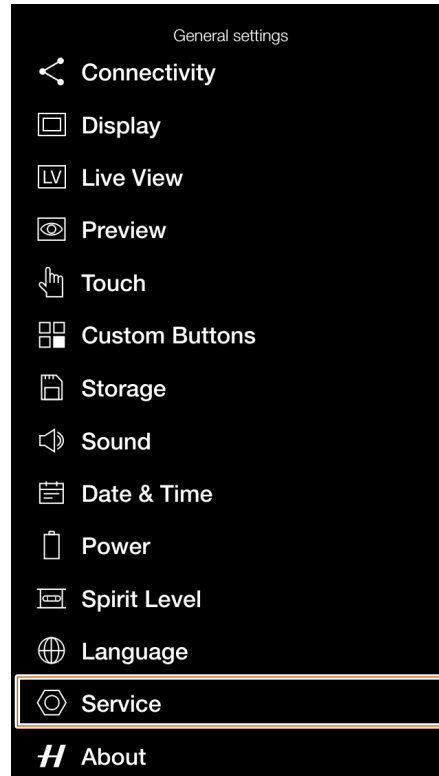 General settings
Connectivity
Display
LV Live View
Preview
Touch
Custom Buttons
Storage
Sound
Date & Time
Power
Spirit Level
Language
Service
H About